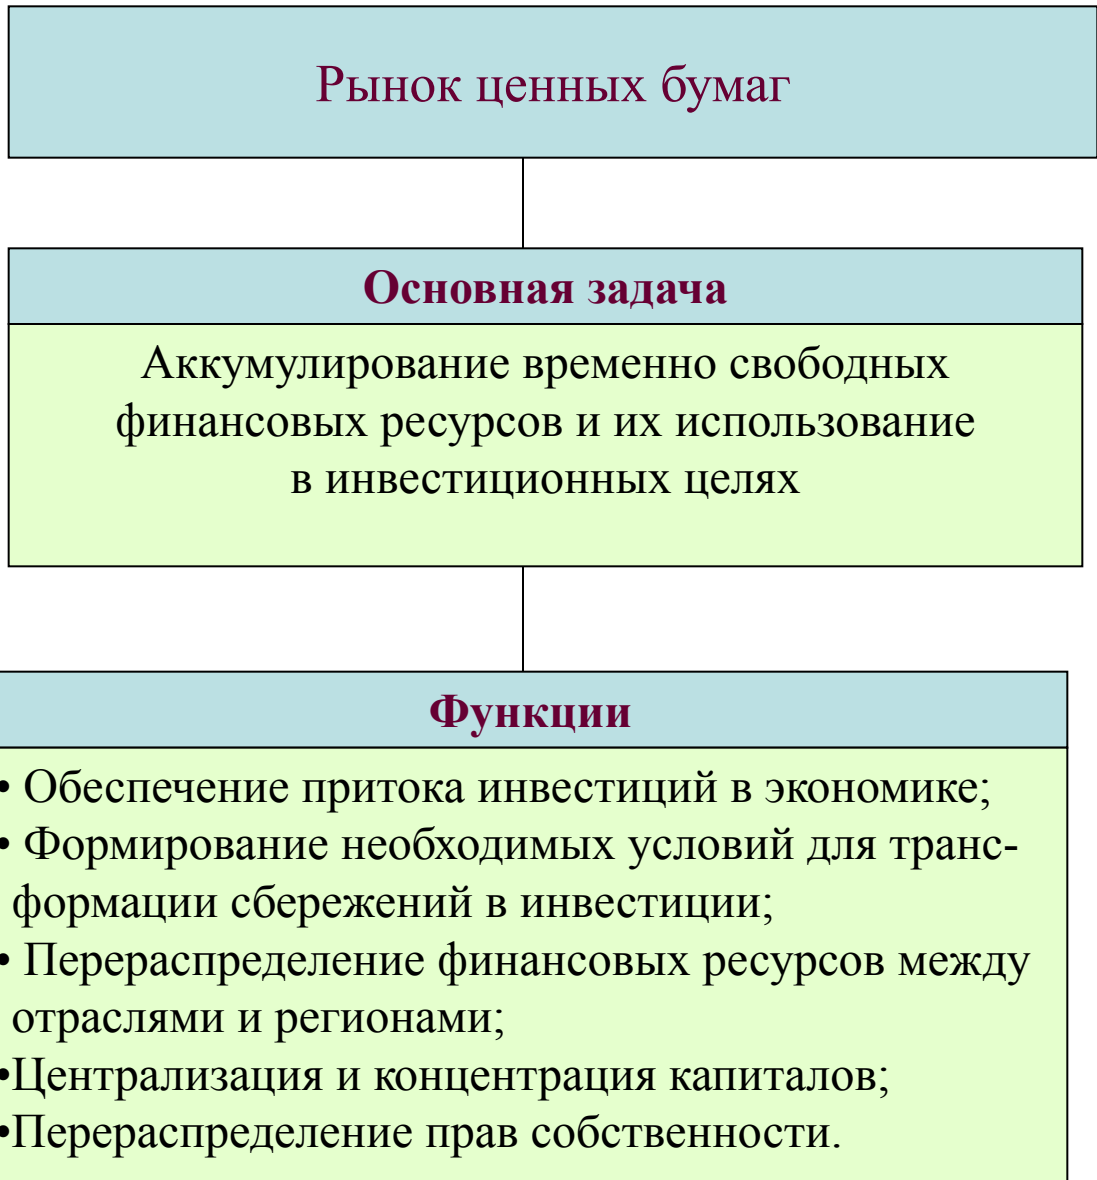 Рынок ценных бумаг
Основная задача
Аккумулирование временно свободных
финансовых ресурсов и их использование
в инвестиционных целях
Функции
• Обеспечение притока инвестиций в экономике;
• Формирование необходимых условий для транс-
формации сбережений в инвестиции;
• Перераспределение финансовых ресурсов между
отраслями и регионами;
•Централизация и концентрация капиталов;
•Перераспределение прав собственности.